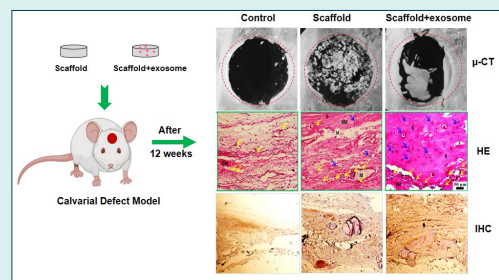 Control Scaffold Scaffold+exosome
μ-CT
Scaffold Scaffold+exosome
After
12 weeks
HE
Calvarial Defect Model
IHC